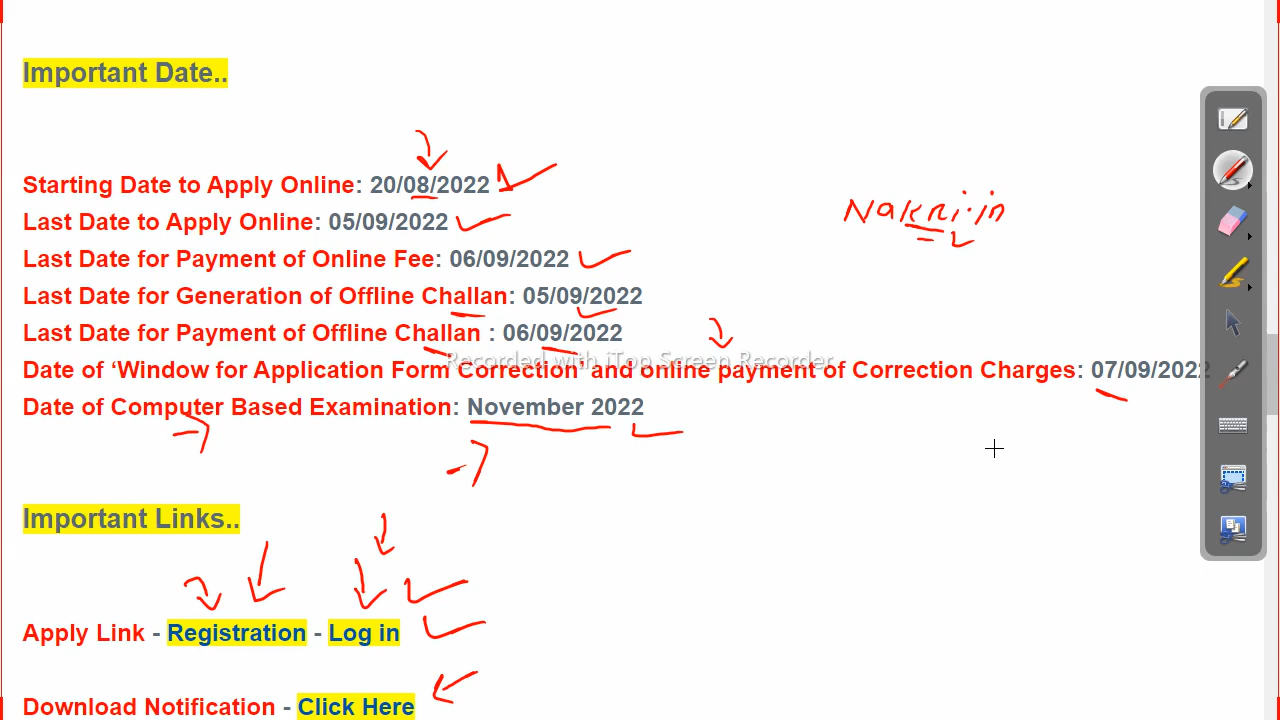 Important Date..
Starting Date to Apply Online: 20/08/2022
Last Date to Apply Online: 05/09/2022
Nakri.in
Last Date for Payment of Online Fee: 06/09/2022
Last Date for Generation of Offline Challan: 05/09/2022
Last Date for Payment of Offline Challan : 06/09/2022
Recorded with iTop Screen Recorder
Date of ‘Window for Application Form Correction’ and online payment of Correction Charges: 07/09/2022
Date of Computer Based Examination: November 2022
Important Links..
Apply Link - Registration - Log in
Download Notification - Click Here